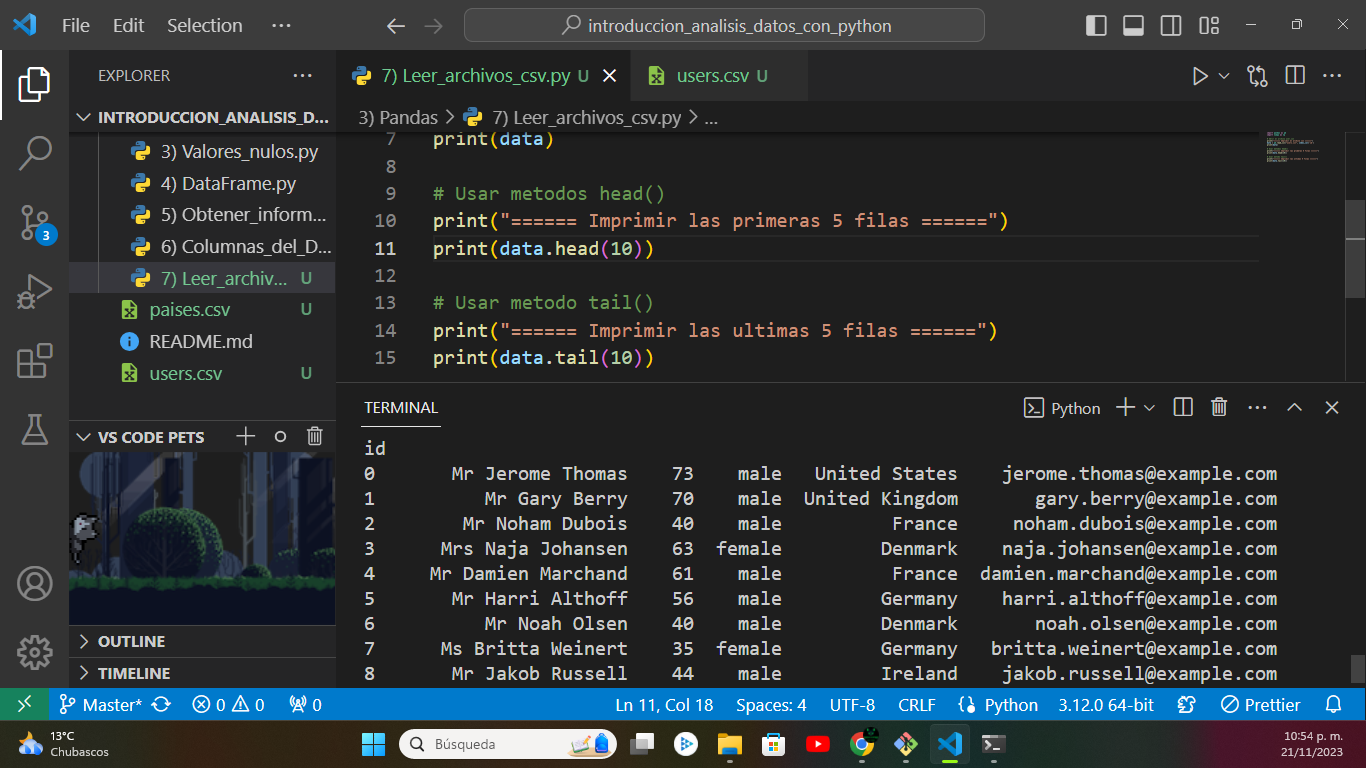 File Edit Selection ···
introduccion_analisis_datos_con_python
EXPLORER ···
INTRODUCCION_ANALISIS_D...
3) Valores_nulos.py
4) DataFrame.py
5) Obtener_inform...
6) Columnas_del_D...
7) Leer_archiv... U
paises.csv U
README.md
users.csv U
3
VS CODE PETS
OUTLINE
TIMELINE
7) Leer_archivos_csv.py U
users.csv U
3) Pandas > 7) Leer_archivos_csv.py > ...
7 print(data)
8
9 # Usar metodos head()
10 print("====== Imprimir las primeras 5 filas ======")
11 print(data.head(10))
12
13 # Usar metodo tail()
14 print("====== Imprimir las ultimas 5 filas ======")
15 print(data.tail(10))
TERMINAL
Python
id
0 Mr Jerome Thomas 73 male United States jerome.thomas@example.com
1 Mr Gary Berry 70 male United Kingdom gary.berry@example.com
2 Mr Noham Dubois 40 male France noham.dubois@example.com
3 Mrs Naja Johansen 63 female Denmark naja.johansen@example.com
4 Mr Damien Marchand 61 male France damien.marchand@example.com
5 Mr Harri Althoff 56 male Germany harri.althoff@example.com
6 Mr Noah Olsen 40 male Denmark noah.olsen@example.com
7 Ms Britta Weinert 35 female Germany britta.weinert@example.com
8 Mr Jakob Russell 44 male Ireland jakob.russell@example.com
Master* 0 0 0 Ln 11, Col 18 Spaces: 4 UTF-8 CRLF Python 3.12.0 64-bit Prettier
13°C
Chubascos
Búsqueda
10:54 p. m.
21/11/2023